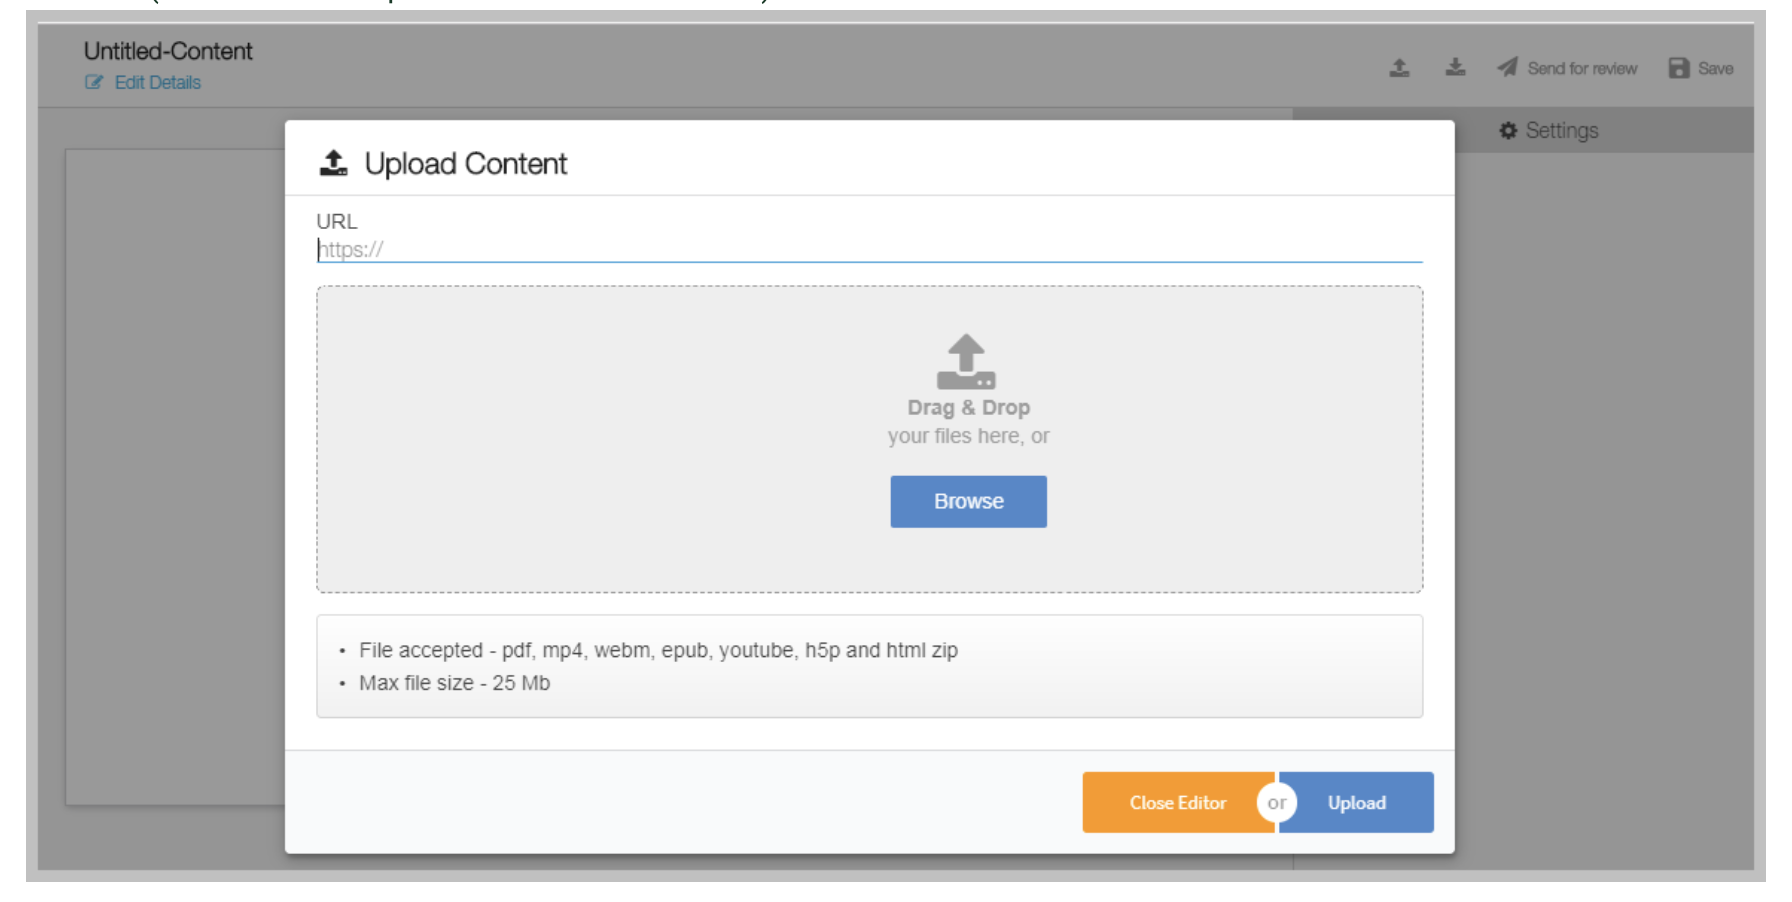 Untitled-Content
Edit Details
Send for review
Save
Settings
Upload Content
URL
https://
Drag & Drop
your files here, or
Browse
• File accepted - pdf, mp4, webm, epub, youtube, h5p and html zip
• Max file size - 25 Mb
Close Editor or Upload